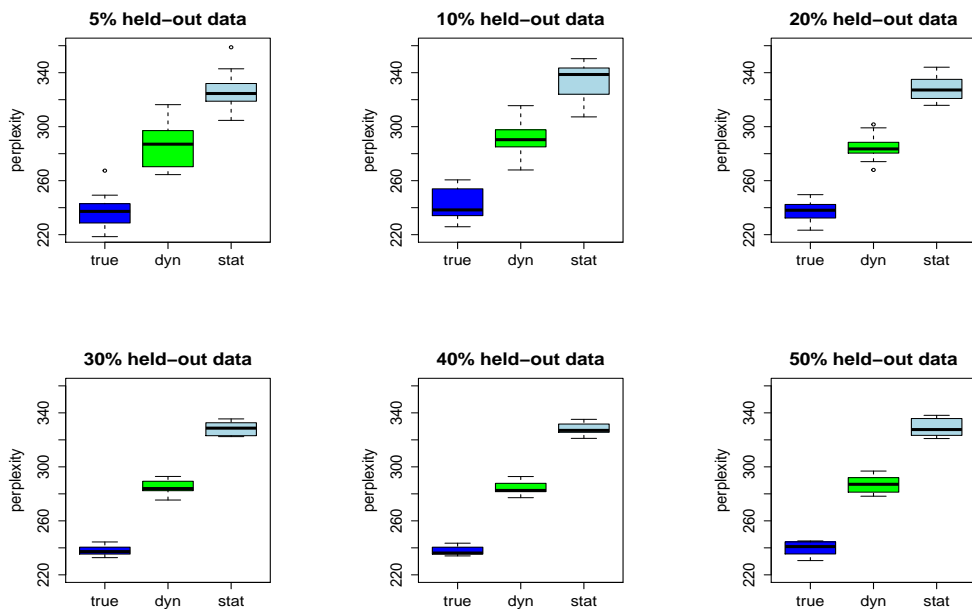 5% held−out data
perplexity
340
300
260
220
true dyn stat
10% held−out data
perplexity
340
300
260
220
true dyn stat
20% held−out data
perplexity
340
300
260
220
true dyn stat
30% held−out data
perplexity
340
300
260
220
true dyn stat
40% held−out data
perplexity
340
300
260
220
true dyn stat
50% held−out data
perplexity
340
300
260
220
true dyn stat